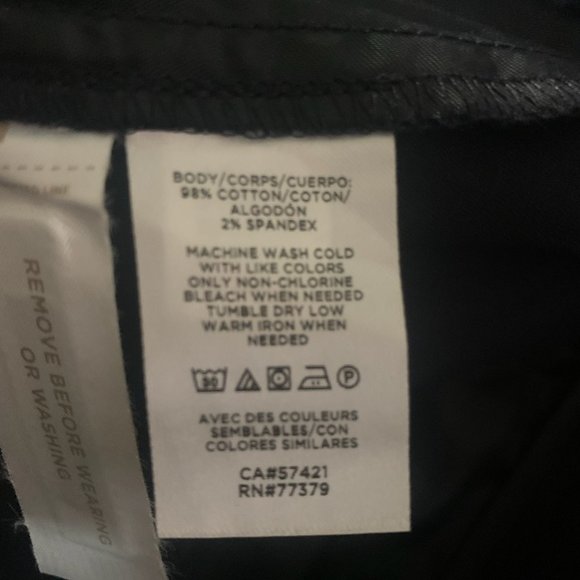 BODY/CORPS/CUERPO:
98% COTTON/COTON/
ALGODÓN
2% SPANDEX
MACHINE WASH COLD
WITH LIKE COLORS
ONLY NON-CHLORINE
BLEACH WHEN NEEDED
TUMBLE DRY LOW
WARM IRON WHEN
NEEDED
30
P
AVEC DES COULEURS
SEMBLABLES/CON
COLORES SIMILARES
CA#57421
RN#77379
REMOVE BEFORE WEARING
OR WASHING